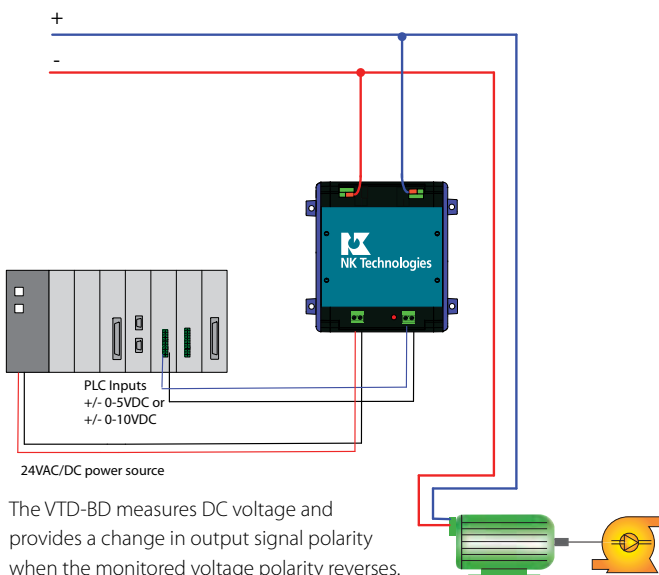 +
-
NK Technologies
PLC Inputs
+/- 0-5VDC or
+/- 0-10VDC
24VAC/DC power source
The VTD-BD measures DC voltage and
provides a change in output signal polarity
when the monitored voltage polarity reverses.